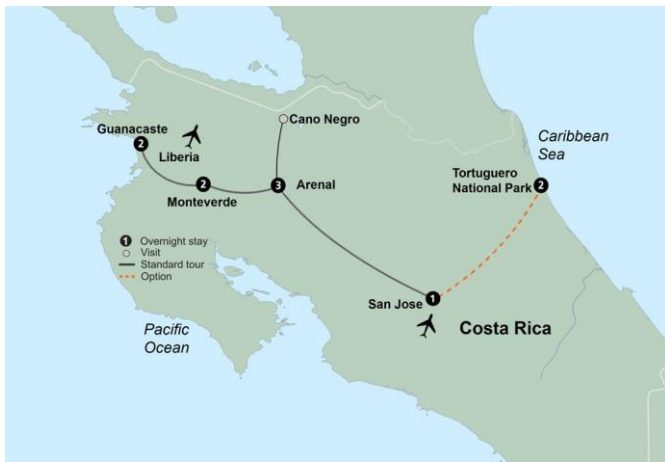 Cano Negro
Guanacaste
2
Liberia
2
Monteverde
3
Arenal
Caribbean
Sea
Tortuguero
National Park
2
1 Overnight stay
Visit
Standard tour
Option
San Jose
1
Costa Rica
Pacific
Ocean